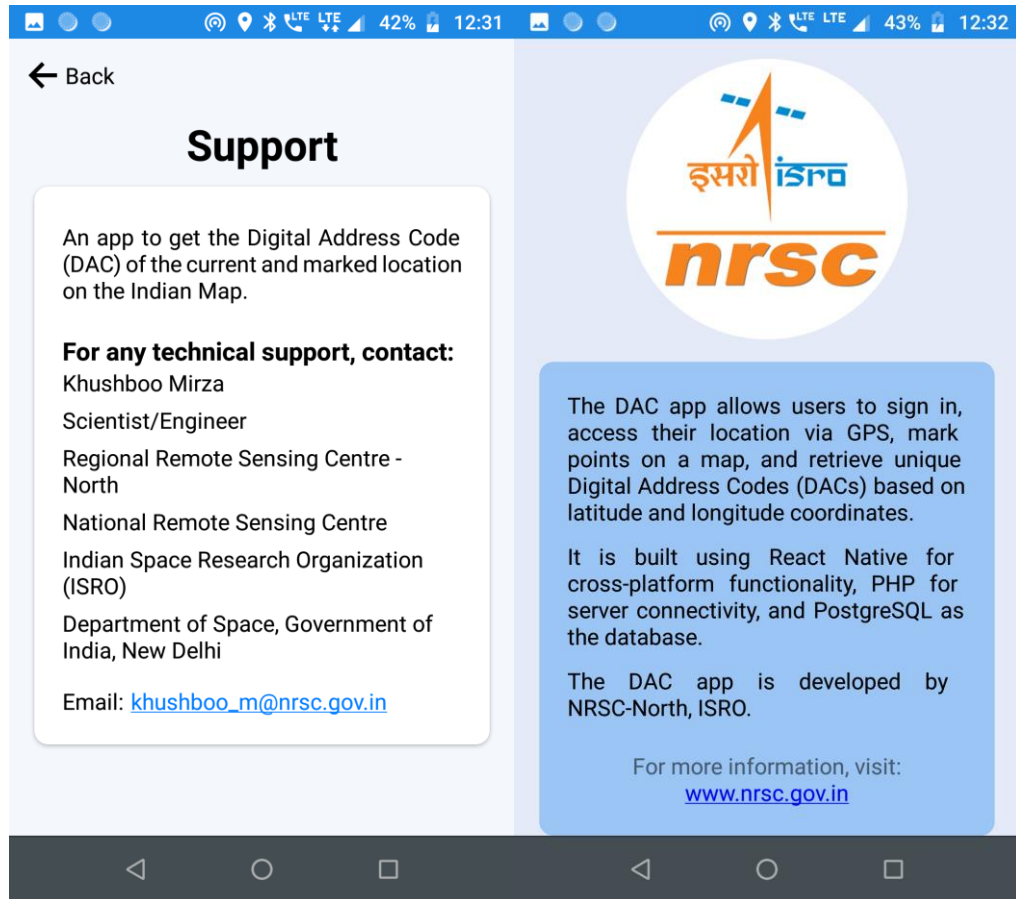 LTE LTE 42% 12:31
Back
Support
An app to get the Digital Address Code
(DAC) of the current and marked location
on the Indian Map.
For any technical support, contact:
Khushboo Mirza
Scientist/Engineer
Regional Remote Sensing Centre -
North
National Remote Sensing Centre
Indian Space Research Organization
(ISRO)
Department of Space, Government of
India, New Delhi
Email: khushboo_m@nrsc.gov.in
LTE LTE 43% 12:32
इसरो isro
nrsc
The DAC app allows users to sign in,
access their location via GPS, mark
points on a map, and retrieve unique
Digital Address Codes (DACs) based on
latitude and longitude coordinates.
It is built using React Native for
cross-platform functionality, PHP for
server connectivity, and PostgreSQL as
the database.
The DAC app is developed by
NRSC-North, ISRO.
For more information, visit:
www.nrsc.gov.in